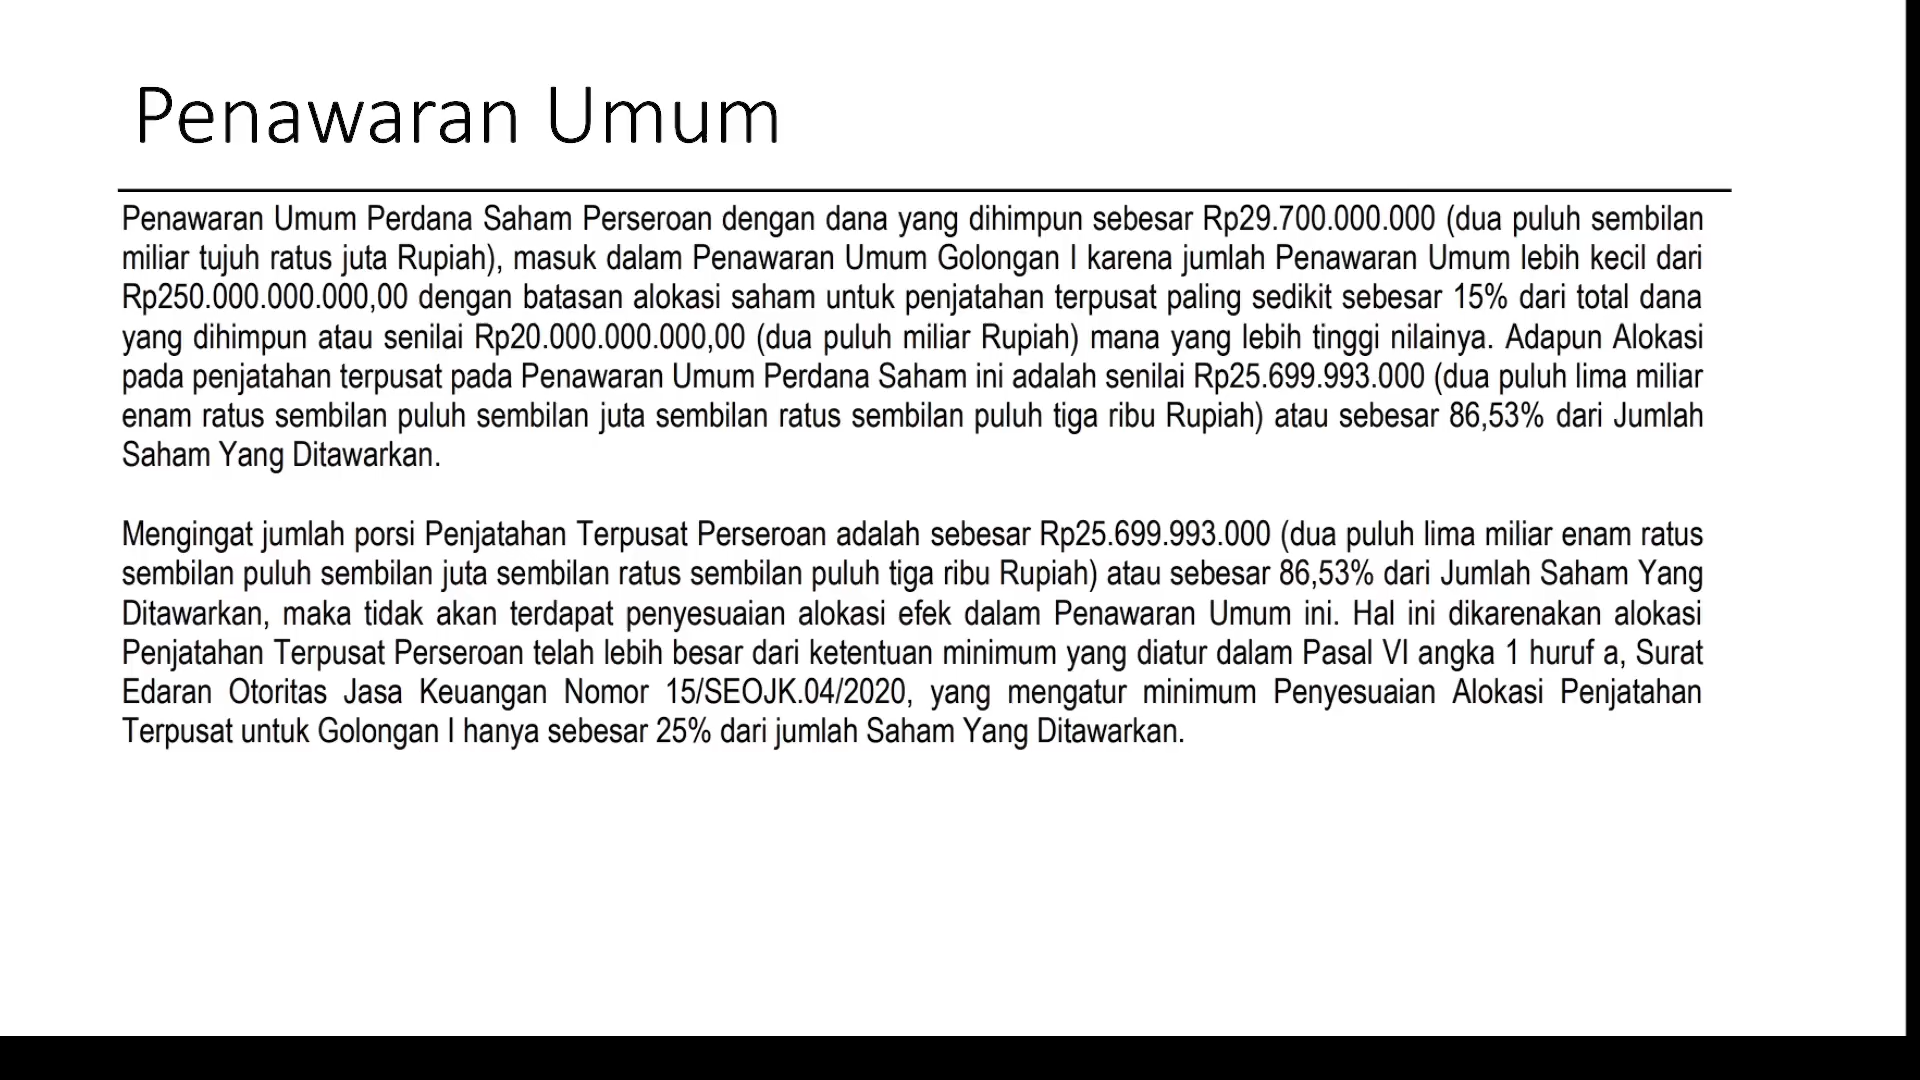 Penawaran Umum
Penawaran Umum Perdana Saham Perseroan dengan dana yang dihimpun sebesar Rp29.700.000.000 (dua puluh sembilan
miliar tujuh ratus juta Rupiah), masuk dalam Penawaran Umum Golongan I karena jumlah Penawaran Umum lebih kecil dari
Rp250.000.000.000,00 dengan batasan alokasi saham untuk penjatahan terpusat paling sedikit sebesar 15% dari total dana
yang dihimpun atau senilai Rp20.000.000.000,00 (dua puluh miliar Rupiah) mana yang lebih tinggi nilainya. Adapun Alokasi
pada penjatahan terpusat pada Penawaran Umum Perdana Saham ini adalah senilai Rp25.699.993.000 (dua puluh lima miliar
enam ratus sembilan puluh sembilan juta sembilan ratus sembilan puluh tiga ribu Rupiah) atau sebesar 86,53% dari Jumlah
Saham Yang Ditawarkan.
Mengingat jumlah porsi Penjatahan Terpusat Perseroan adalah sebesar Rp25.699.993.000 (dua puluh lima miliar enam ratus
sembilan puluh sembilan juta sembilan ratus sembilan puluh tiga ribu Rupiah) atau sebesar 86,53% dari Jumlah Saham Yang
Ditawarkan, maka tidak akan terdapat penyesuaian alokasi efek dalam Penawaran Umum ini. Hal ini dikarenakan alokasi
Penjatahan Terpusat Perseroan telah lebih besar dari ketentuan minimum yang diatur dalam Pasal VI angka 1 huruf a, Surat
Edaran Otoritas Jasa Keuangan Nomor 15/SEOJK.04/2020, yang mengatur minimum Penyesuaian Alokasi Penjatahan
Terpusat untuk Golongan I hanya sebesar 25% dari jumlah Saham Yang Ditawarkan.